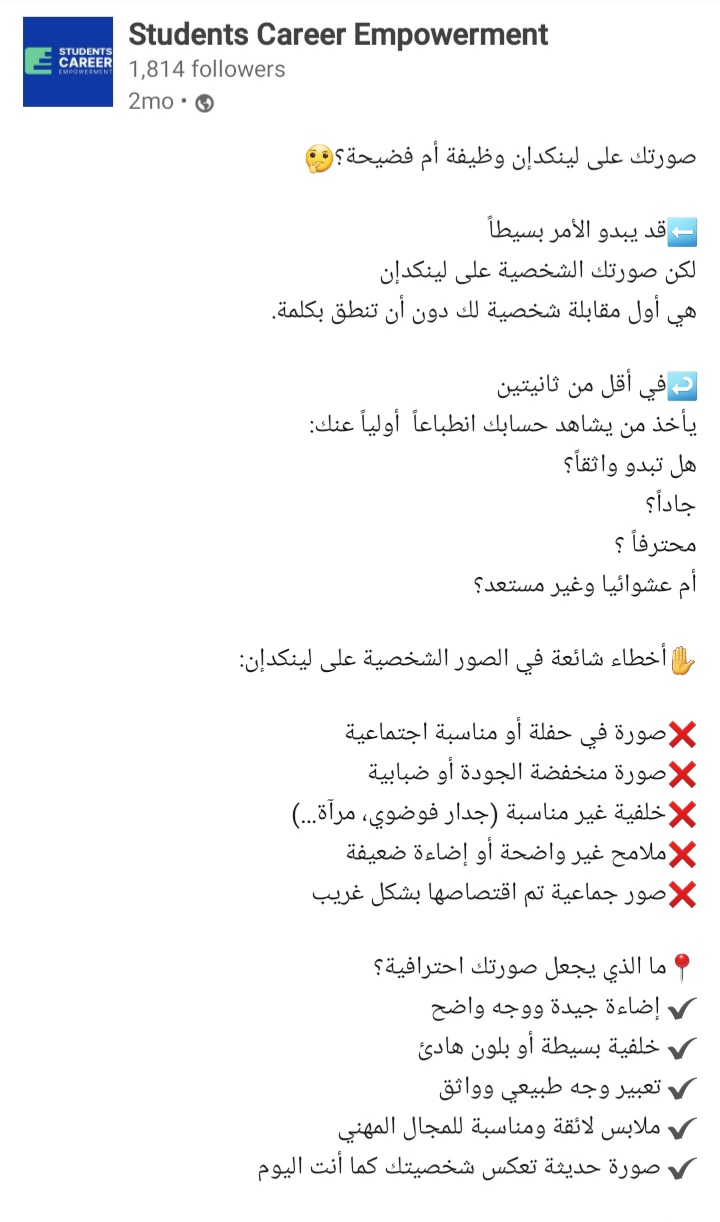 STUDENTS
CAREER
EMPOWERMENT
Students Career Empowerment
1,814 followers
2mo •
صورتك على لينكدإن وظيفة أم فضيحة؟🤔
⬅️قد يبدو الأمر بسيطاً
لكن صورتك الشخصية على لينكدإن
هي أول مقابلة شخصية لك دون أن تنطق بكلمة.
↩️في أقل من ثانيتين
يأخذ من يشاهد حسابك انطباعاً  أولياً عنك:
هل تبدو واثقاً؟
جاداً؟
محترفاً ؟
أم عشوائيا وغير مستعد؟
✋أخطاء شائعة في الصور الشخصية على لينكدإن:
❌صورة في حفلة أو مناسبة اجتماعية
❌صورة منخفضة الجودة أو ضبابية
❌خلفية غير مناسبة (جدار فوضوي، مرآة...)
❌ملامح غير واضحة أو إضاءة ضعيفة
❌صور جماعية تم اقتصاصها بشكل غريب
📍ما الذي يجعل صورتك احترافية؟
✔️ إضاءة جيدة ووجه واضح
✔️ خلفية بسيطة أو بلون هادئ
✔️ تعبير وجه طبيعي وواثق
✔️ ملابس لائقة ومناسبة للمجال المهني
✔️ صورة حديثة تعكس شخصيتك كما أنت اليوم